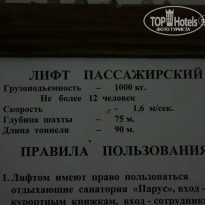 TOP Hotels
ФОТО ТУРИСТА
ЛИФТ ПАССАЖИРСКИЙ
Грузоподъемность - 1000 кг.
Не более 12 человек
Скорость - 1,6 м/сек.
Глубина шахты - 75 м.
Длина тоннеля - 90 м.
ПРАВИЛА ПОЛЬЗОВАНИЯ
1. Лифтом имеют право пользоваться
отдыхающие санатория «Парус», вход -
курортным книжкам, вход - сотрудника